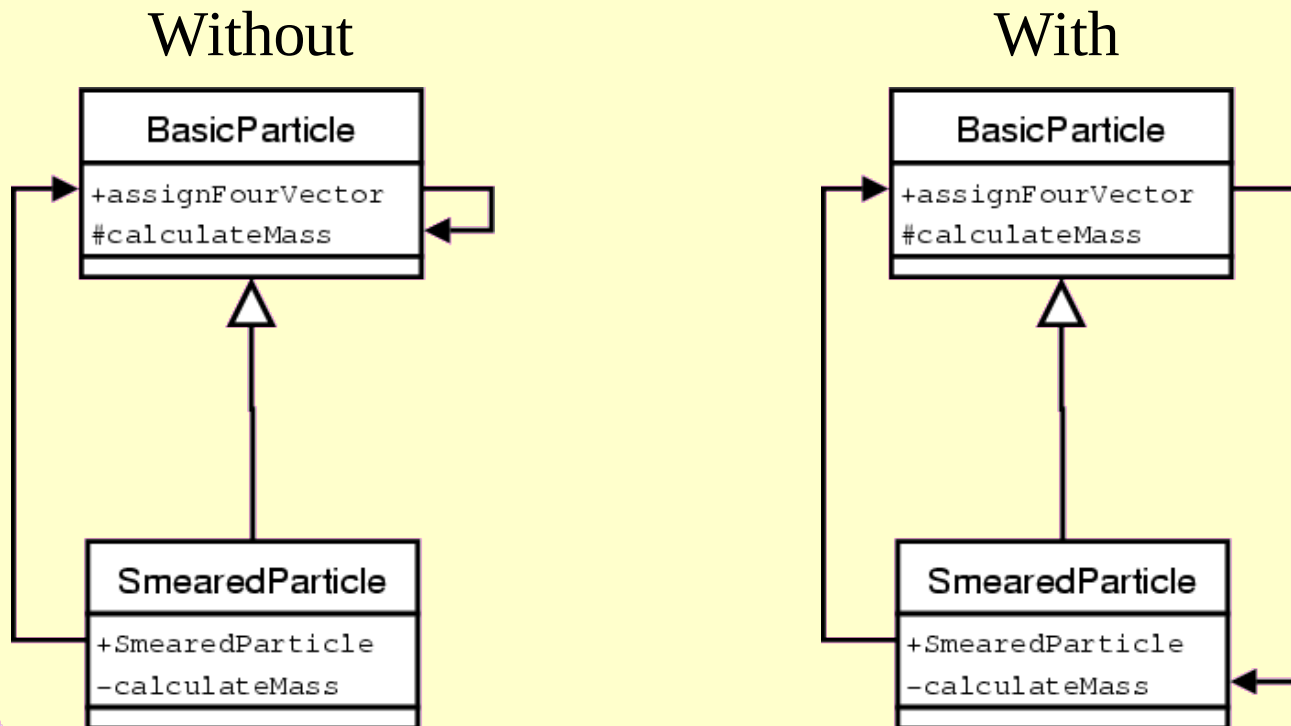 Without
BasicParticle
+assignFourVector
#calculateMass
SmearedParticle
+SmearedParticle
-calculateMass
With
BasicParticle
+assignFourVector
#calculateMass
SmearedParticle
+SmearedParticle
-calculateMass